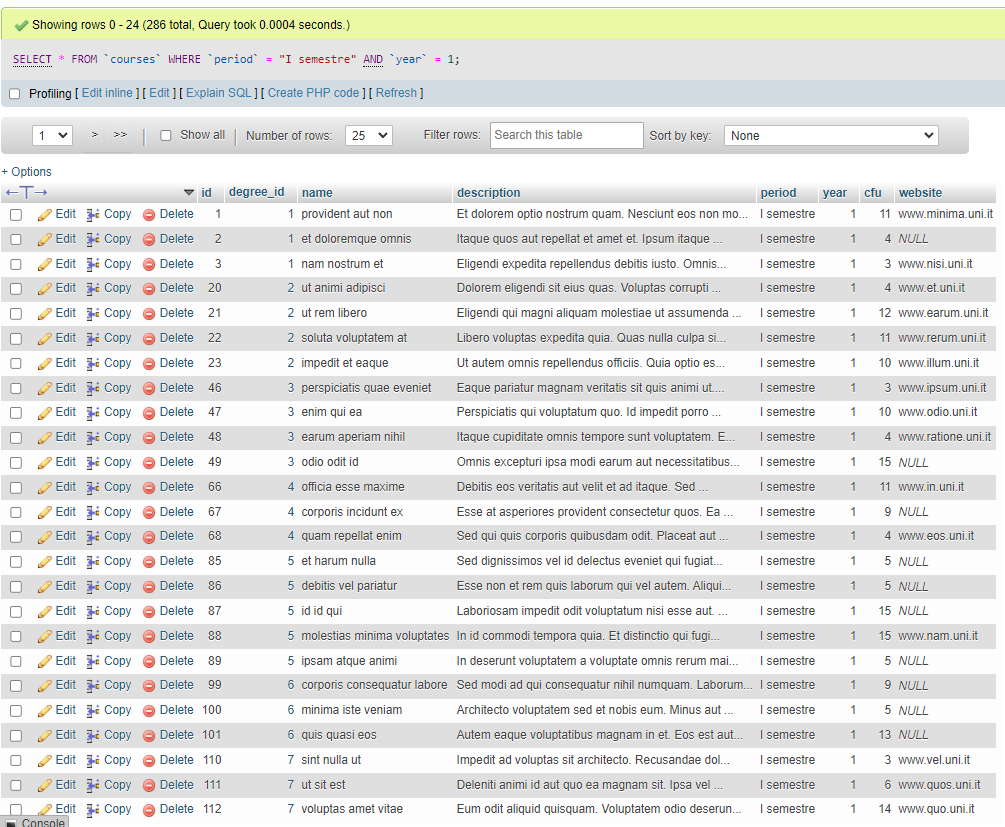 Showing rows 0 - 24 (286 total, Query took 0.0004 seconds.)
SELECT * FROM `courses` WHERE `period` = "I semestre" AND `year` = 1;
Profiling [ Edit inline ] [ Edit ] [ Explain SQL ] [ Create PHP code ] [ Refresh ]
1 > >> Show all Number of rows: 25 Filter rows: Search this table Sort by key: None
+ Options
←T→ id degree_id name description period year cfu website
Edit Copy Delete 1 1 provident aut non Et dolorem optio nostrum quam. Nesciunt eos non mo... I semestre 1 11 www.minima.uni.it
Edit Copy Delete 2 1 et doloremque omnis Itaque quos aut repellat et amet et. Ipsum itaque ... I semestre 1 4 NULL
Edit Copy Delete 3 1 nam nostrum et Eligendi expedita repellendus debitis iusto. Omnis... I semestre 1 3 www.nisi.uni.it
Edit Copy Delete 20 2 ut animi adipisci Dolorem eligendi sit eius quas. Voluptas corrupti ... I semestre 1 4 www.et.uni.it
Edit Copy Delete 21 2 ut rem libero Eligendi qui magni aliquam molestiae ut assumenda ... I semestre 1 12 www.earum.uni.it
Edit Copy Delete 22 2 soluta voluptatem at Libero voluptas expedita quia. Quas nulla culpa si... I semestre 1 11 www.rerum.uni.it
Edit Copy Delete 23 2 impedit et eaque Ut autem omnis repellendus officiis. Quia optio es... I semestre 1 10 www.illum.uni.it
Edit Copy Delete 46 3 perspiciatis quae eveniet Eaque pariatur magnam veritatis sit quis animi ut.... I semestre 1 3 www.ipsum.uni.it
Edit Copy Delete 47 3 enim qui ea Perspiciatis qui voluptatum quo. Id impedit porro ... I semestre 1 10 www.odio.uni.it
Edit Copy Delete 48 3 earum aperiam nihil Itaque cupiditate omnis tempore sunt voluptatem. E... I semestre 1 4 www.ratione.uni.it
Edit Copy Delete 49 3 odio odit id Omnis excepturi ipsa modi earum aut necessitatibus... I semestre 1 15 NULL
Edit Copy Delete 66 4 officia esse maxime Debitis eos veritatis aut velit et ad itaque. Sed ... I semestre 1 11 www.in.uni.it
Edit Copy Delete 67 4 corporis incidunt ex Esse at asperiores provident consectetur quos. Ea ... I semestre 1 9 NULL
Edit Copy Delete 68 4 quam repellat enim Sed qui quis corporis quibusdam odit. Placeat aut ... I semestre 1 4 www.eos.uni.it
Edit Copy Delete 85 5 et harum nulla Sed dignissimos vel id delectus eveniet qui fugiat... I semestre 1 5 NULL
Edit Copy Delete 86 5 debitis vel pariatur Esse non et rem quis laborum qui vel autem. Aliqui... I semestre 1 5 NULL
Edit Copy Delete 87 5 id id qui Laboriosam impedit odit voluptatum nisi esse aut. ... I semestre 1 15 NULL
Edit Copy Delete 88 5 molestias minima voluptates In id commodi tempora quia. Et distinctio qui fugi... I semestre 1 15 www.nam.uni.it
Edit Copy Delete 89 5 ipsam atque animi In deserunt voluptatem a voluptate omnis rerum mai... I semestre 1 5 NULL
Edit Copy Delete 99 6 corporis consequatur labore Sed modi ad qui consequatur nihil numquam. Laborum... I semestre 1 9 NULL
Edit Copy Delete 100 6 minima iste veniam Architecto voluptatem sed et nobis eum. Minus aut ... I semestre 1 5 NULL
Edit Copy Delete 101 6 quis quasi eos Autem eaque voluptatibus magnam in et. Eos est aut... I semestre 1 13 NULL
Edit Copy Delete 110 7 sint nulla ut Impedit ad voluptas sit architecto. Recusandae dol... I semestre 1 3 www.vel.uni.it
Edit Copy Delete 111 7 ut sit est Deleniti animi id aut quo ea magnam sit. Ipsa vel ... I semestre 1 6 www.quos.uni.it
Edit Copy Delete 112 7 voluptas amet vitae Eum odit aliquid quisquam. Voluptatem odio deserun... I semestre 1 14 www.quo.uni.it
Console